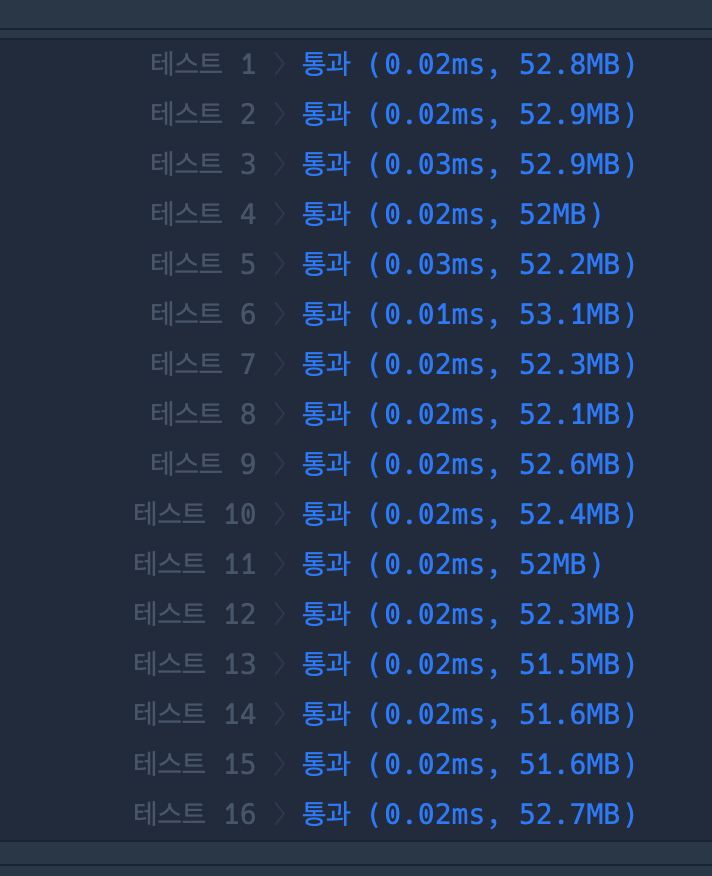 테스트 1 〉 통과 (0.02ms, 52.8MB)
테스트 2 〉 통과 (0.02ms, 52.9MB)
테스트 3 〉 통과 (0.03ms, 52.9MB)
테스트 4 〉 통과 (0.02ms, 52MB)
테스트 5 〉 통과 (0.03ms, 52.2MB)
테스트 6 〉 통과 (0.01ms, 53.1MB)
테스트 7 〉 통과 (0.02ms, 52.3MB)
테스트 8 〉 통과 (0.02ms, 52.1MB)
테스트 9 〉 통과 (0.02ms, 52.6MB)
테스트 10 〉 통과 (0.02ms, 52.4MB)
테스트 11 〉 통과 (0.02ms, 52MB)
테스트 12 〉 통과 (0.02ms, 52.3MB)
테스트 13 〉 통과 (0.02ms, 51.5MB)
테스트 14 〉 통과 (0.02ms, 51.6MB)
테스트 15 〉 통과 (0.02ms, 51.6MB)
테스트 16 〉 통과 (0.02ms, 52.7MB)